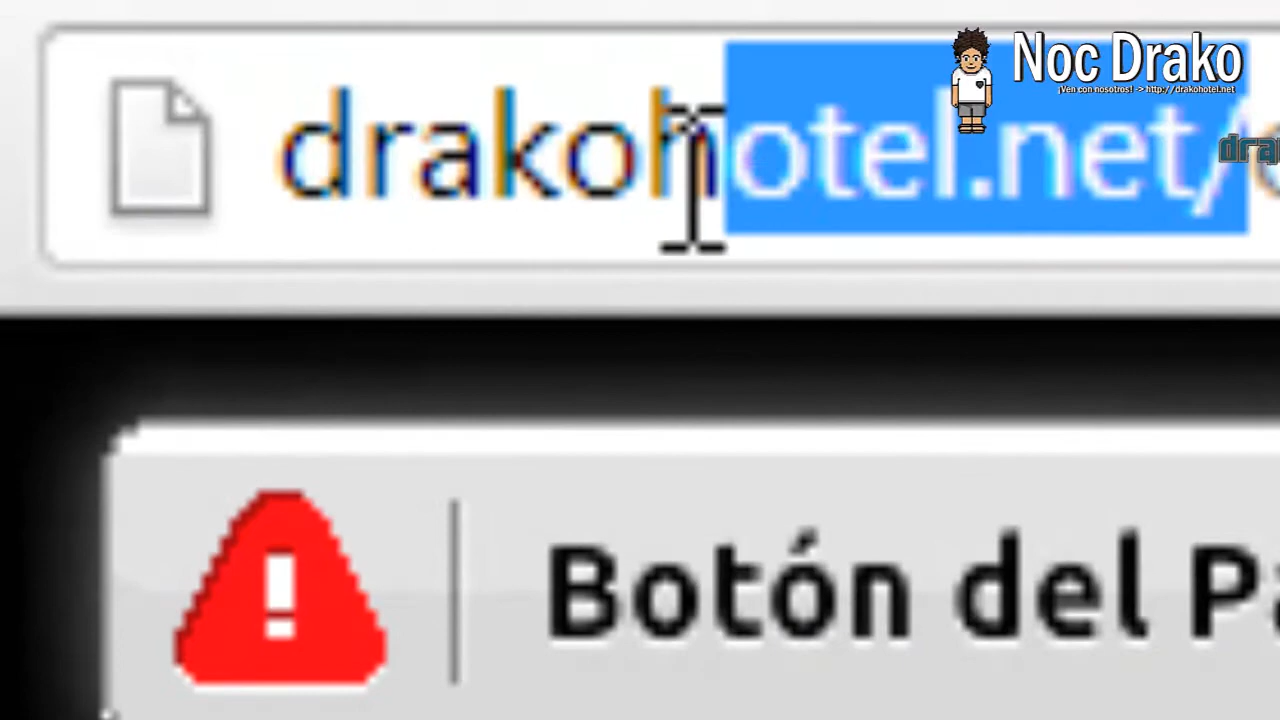 Noc Drako
¡Ven con nosotros! -> http://drakohotel.net
drakohotel.net/
Botón del